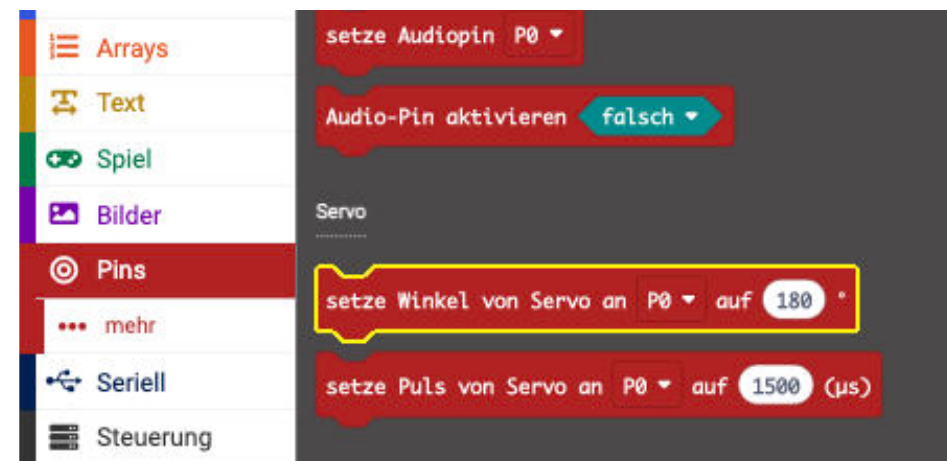 Arrays
Text
Spiel
Bilder
Pins
mehr
Seriell
Steuerung
setze Audiopin P0
Audio-Pin aktivieren falsch
Servo
setze Winkel von Servo an P0 auf 180 °
setze Puls von Servo an P0 auf 1500 (µs)